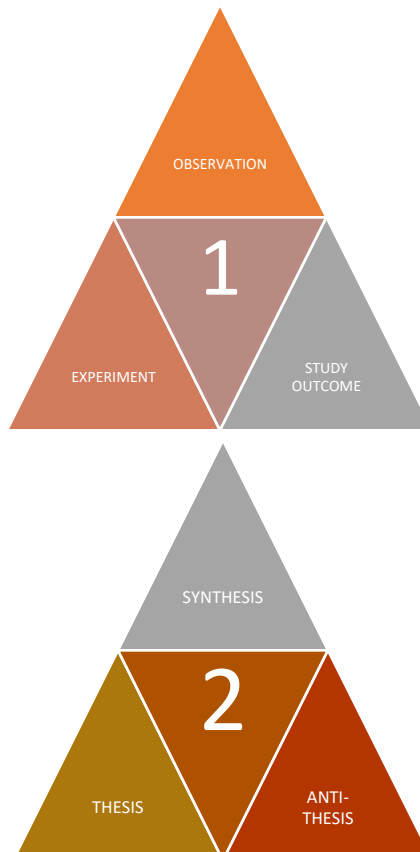 OBSERVATION
1
EXPERIMENT
STUDY
OUTCOME
SYNTHESIS
2
THESIS
ANTI-
THESIS